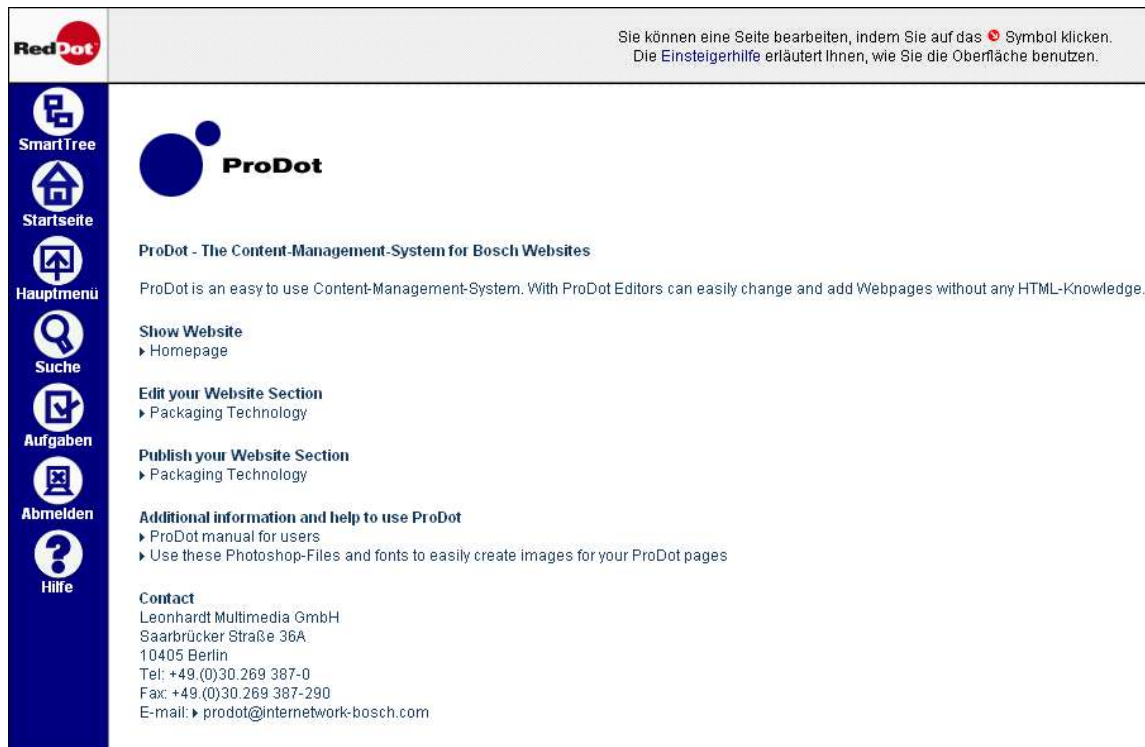 RedDot
Sie können eine Seite bearbeiten, indem Sie auf das Symbol klicken.
Die Einsteigerhilfe erläutert Ihnen, wie Sie die Oberfläche benutzen.
SmartTree
Startseite
Hauptmenü
Suche
Aufgaben
Abmelden
Hilfe
ProDot
ProDot - The Content-Management-System for Bosch Websites
ProDot is an easy to use Content-Management-System. With ProDot Editors can easily change and add Webpages without any HTML-Knowledge.
Show Website
Homepage
Edit your Website Section
Packaging Technology
Publish your Website Section
Packaging Technology
Additional information and help to use ProDot
ProDot manual for users
Use these Photoshop-Files and fonts to easily create images for your ProDot pages
Contact
Leonhardt Multimedia GmbH
Saarbrücker Straße 36A
10405 Berlin
Tel: +49.(0)30.269 387-0
Fax: +49.(0)30.269 387-290
E-mail: prodot@internetwork-bosch.com